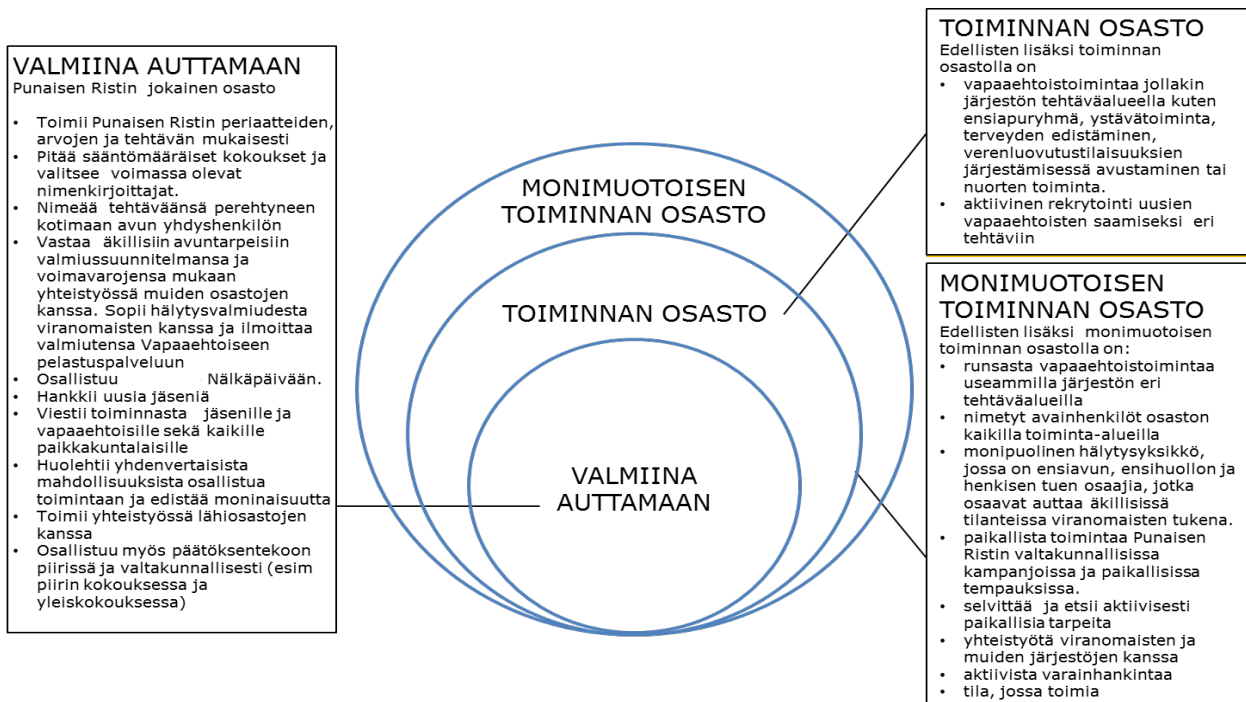 VALMIINA AUTTAMAAN
Punaisen Ristin jokainen osasto
• Toimii Punaisen Ristin periaatteiden,
arvojen ja tehtävän mukaisesti
• Pitää sääntömääräiset kokoukset ja
valitsee voimassa olevat
nimenkirjoittajat.
• Nimeää tehtäväänsä perehtyneen
kotimaan avun yhdyshenkilön
• Vastaa äkillisiin avuntarpeisiin
valmiussuunnitelmansa ja
voimavarojensa mukaan
yhteistyössä muiden osastojen
kanssa. Sopii hälytysvalmiudesta
viranomaisten kanssa ja ilmoittaa
valmiutensa Vapaaehtoiseen
pelastuspalveluun
• Osallistuu Nälkäpäivään.
• Hankkii uusia jäseniä
• Viestii toiminnasta jäsenille ja
vapaaehtoisille sekä kaikille
paikkakuntalaisille
• Huolehtii yhdenvertaisista
mahdollisuuksista osallistua
toimintaan ja edistää moninaisuutta
• Toimii yhteistyössä lähiosastojen
kanssa
• Osallistuu myös päätöksentekoon
piirissä ja valtakunnallisesti (esim
piirin kokouksessa ja
yleiskokouksessa)
MONIMUOTOISEN
TOIMINNAN OSASTO
TOIMINNAN OSASTO
VALMIINA
AUTTAMAAN
TOIMINNAN OSASTO
Edellisten lisäksi toiminnan
osastolla on
• vapaaehtoistoimintaa jollakin
järjestön tehtäväalueella kuten
ensiapuryhmä, ystävätoiminta,
terveyden edistäminen,
verenluovutustilaisuuksien
järjestämisessä avustaminen tai
nuorten toiminta.
• aktiivinen rekrytointi uusien
vapaaehtoisten saamiseksi eri
tehtäviin
MONIMUOTOISEN
TOIMINNAN OSASTO
Edellisten lisäksi monimuotoisen
toiminnan osastolla on:
• runsasta vapaaehtoistoimintaa
useammilla järjestön eri
tehtäväalueilla
• nimetyt avainhenkilöt osaston
kaikilla toiminta-alueilla
• monipuolinen hälytysyksikkö,
jossa on ensiavun, ensihuollon ja
henkisen tuen osaajia, jotka
osaavat auttaa äkillisissä
tilanteissa viranomaisten tukena.
• paikallista toimintaa Punaisen
Ristin valtakunnallisissa
kampanjoissa ja paikallisissa
tempauksissa.
• selvittää ja etsii aktiivisesti
paikallisia tarpeita
• yhteistyötä viranomaisten ja
muiden järjestöjen kanssa
• aktiivista varainhankintaa
• tila, jossa toimia